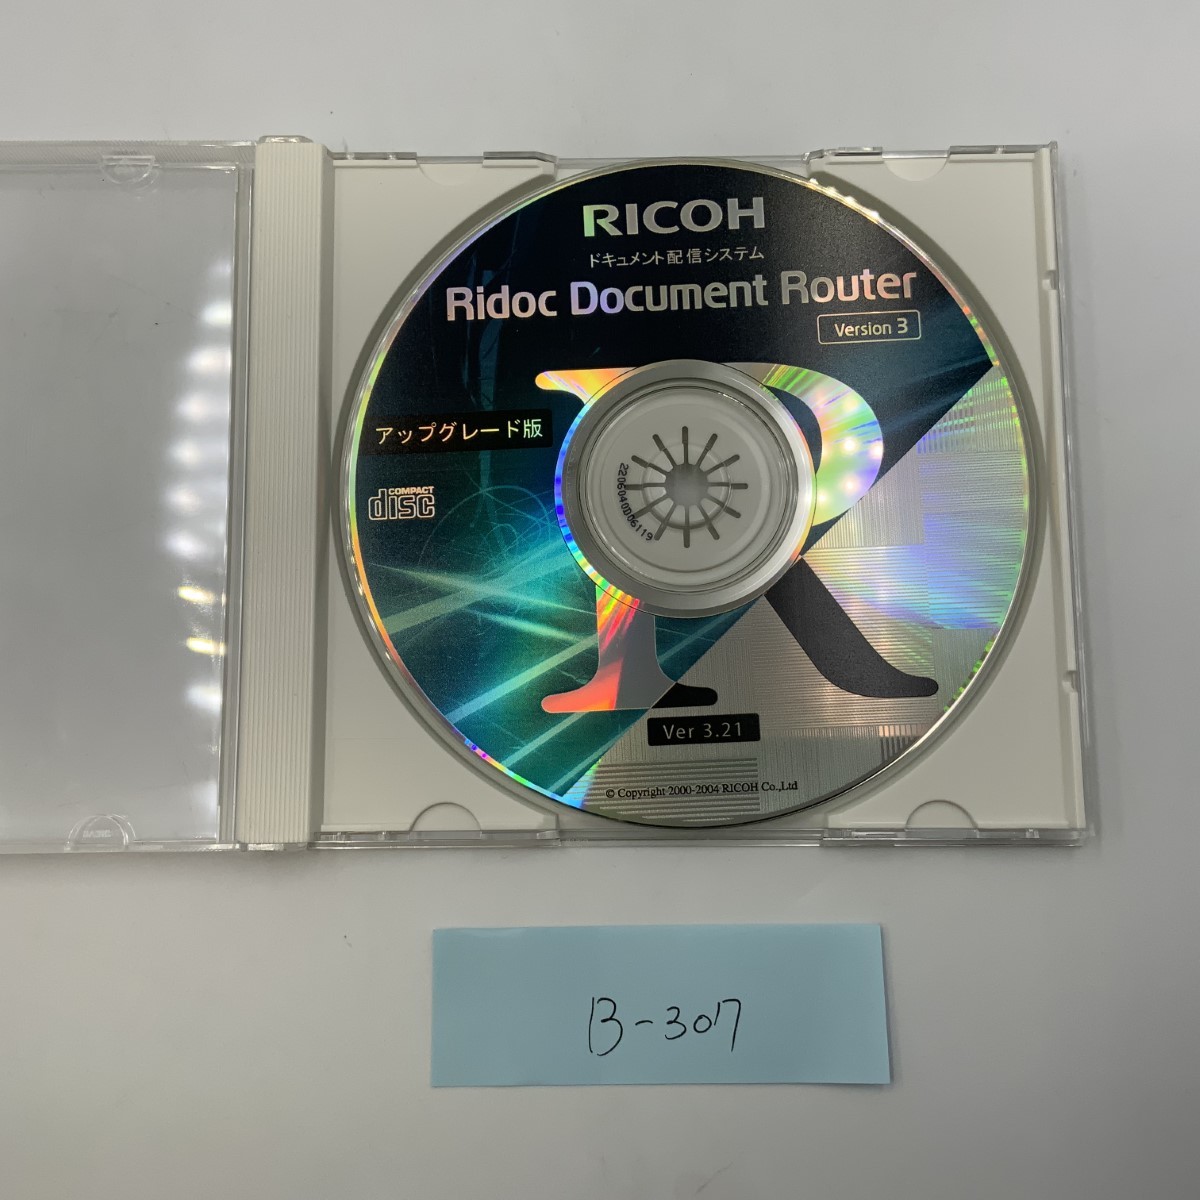 RICOH
ドキュメント配信システム
Ridoc Document Router
Version 3
アップグレード版
COMPACT
disc
2206040D06119
R
Ver 3.21
© Copyright 2000-2004 RICOH Co.,Ltd
B-307